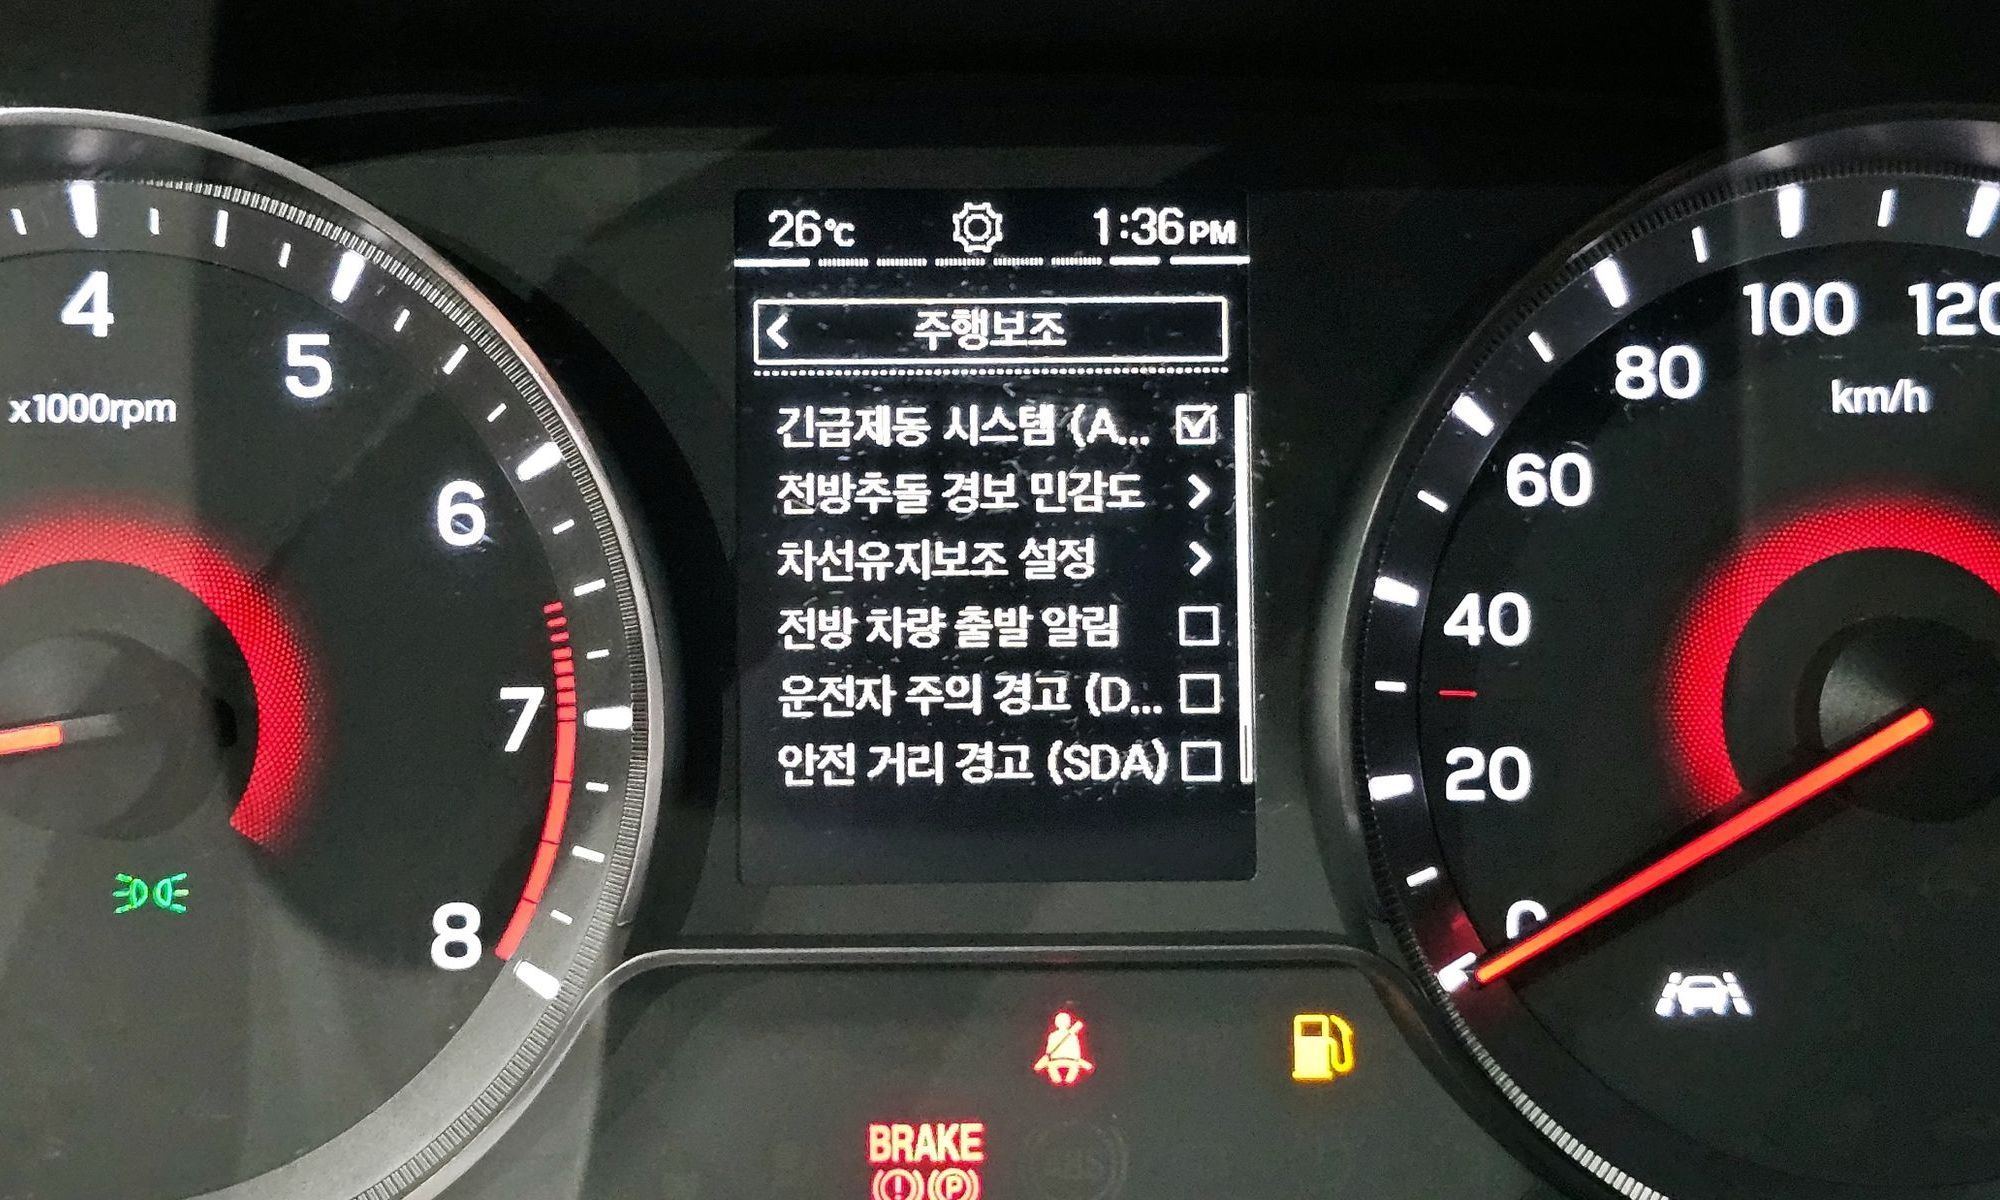 26℃ 1:36PM
주행보조
긴급제동 시스템 (A...
전방추돌 경보 민감도
차선유지보조 설정
전방 차량 출발 알림
운전자 주의 경고 (D...
안전 거리 경고 (SDA)
4
5
6
7
8
x1000rpm
0
20
40
60
80
100
120
km/h
BRAKE
(!) (P)